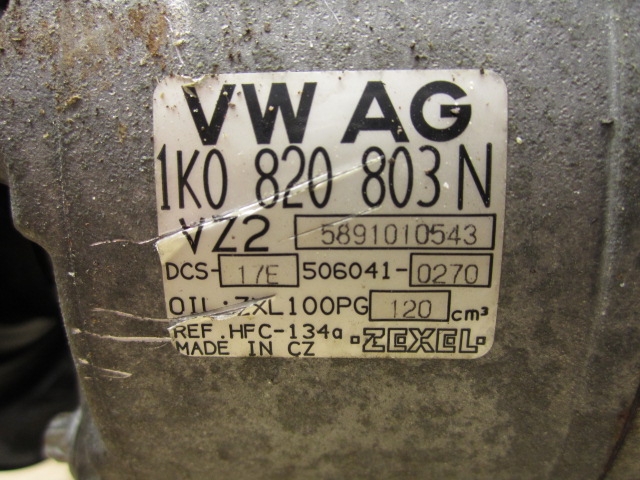 VW AG
1K0 820 803 N
VZ2 5891010543
DCS-17E 506041-0270
OIL:ZXL100PG 120 cm³
REF.HFC-134a
MADE IN CZ ·ZEXEL·